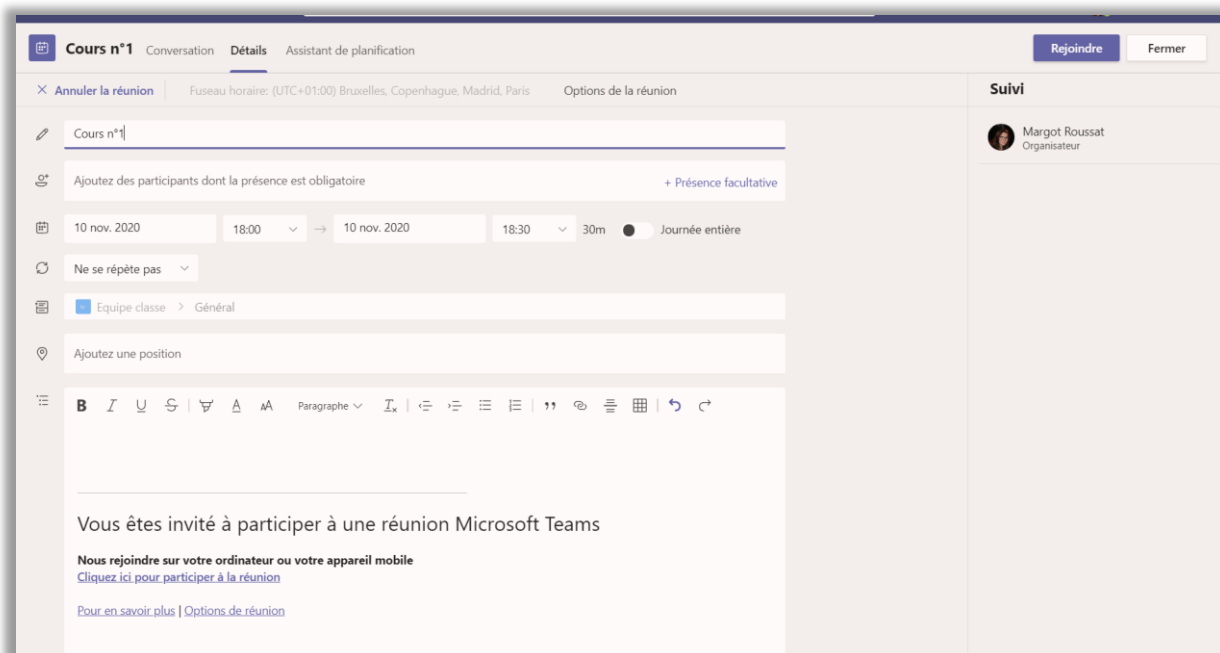 Cours n°1 Conversation Détails Assistant de planification Rejoindre Fermer
Annuler la réunion Fuseau horaire: (UTC+01:00) Bruxelles, Copenhague, Madrid, Paris Options de la réunion Suivi
Cours n°1
Margot Roussat
Organisateur
Ajoutez des participants dont la présence est obligatoire + Présence facultative
10 nov. 2020 18:00 → 10 nov. 2020 18:30 30m Journée entière
Ne se répète pas
Equipe classe > Général
Ajoutez une position
B I U S A AA Paragraphe Ix
Vous êtes invité à participer à une réunion Microsoft Teams
Nous rejoindre sur votre ordinateur ou votre appareil mobile
Cliquez ici pour participer à la réunion
Pour en savoir plus | Options de réunion